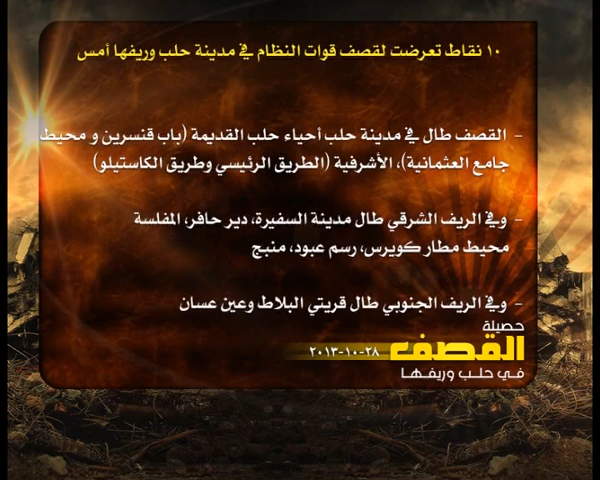 ١٠ نقاط تعرضت لقصف قوات النظام في مدينة حلب وريفها أمس
- القصف طال في مدينة حلب أحياء حلب القديمة (باب قنسرين و محيط
جامع العثمانية)، الأشرفية (الطريق الرئيسي وطريق الكاستيلو)
- وفي الريف الشرقي طال مدينة السفيرة، دير حافر، المفلسة
محيط مطار كويرس، رسم عبود، منبج
- وفي الريف الجنوبي طال قريتي البلاط وعين عسان
حصيلة
القصف
٢٠١٣-١٠-٢٨
في حلب وريفها